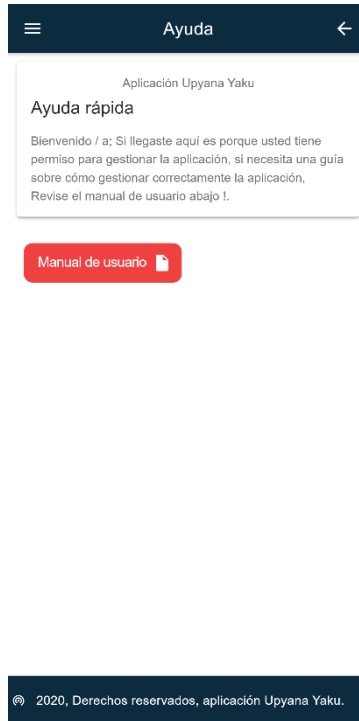 Ayuda
Aplicación Upyana Yaku
Ayuda rápida
Bienvenido / a; Si llegaste aquí es porque usted tiene
permiso para gestionar la aplicación, si necesita una guía
sobre cómo gestionar correctamente la aplicación,
Revise el manual de usuario abajo !.
Manual de usuario
2020, Derechos reservados, aplicación Upyana Yaku.